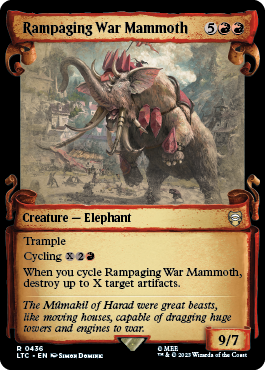 Rampaging War Mammoth 5
Creature — Elephant
Trample
Cycling X 2
When you cycle Rampaging War Mammoth,
destroy up to X target artifacts.
The Mûmakil of Harad were great beasts,
like moving houses, capable of dragging huge
towers and engines to war.
9/7
R 0436
LTC • EN Simon Dominic
© MEE
™ & © 2023 Wizards of the Coast